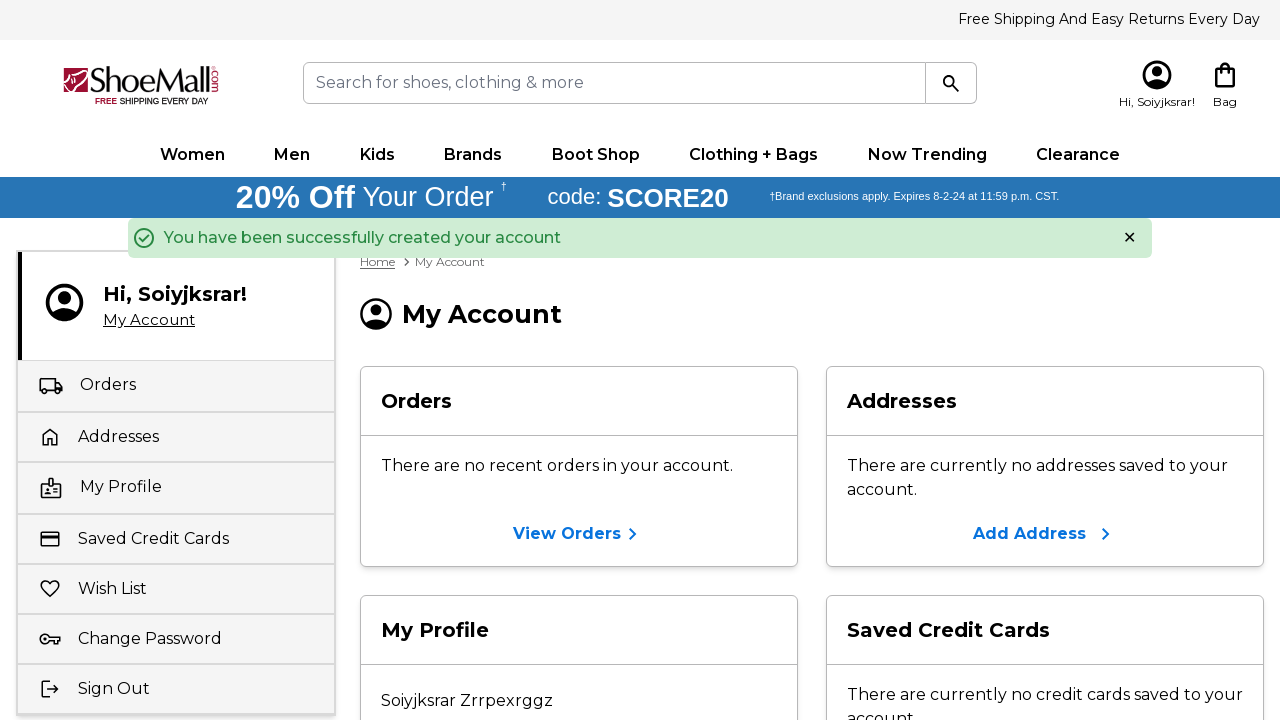 Free Shipping And Easy Returns Every Day
ShoeMall.com
FREE SHIPPING EVERY DAY
Search for shoes, clothing & more
Hi, Soiyjksrar!
Bag
Women
Men
Kids
Brands
Boot Shop
Clothing + Bags
Now Trending
Clearance
20% Off Your Order † code: SCORE20 †Brand exclusions apply. Expires 8-2-24 at 11:59 p.m. CST.
You have been successfully created your account
×
Home > My Account
Hi, Soiyjksrar!
My Account
Orders
Addresses
My Profile
Saved Credit Cards
Wish List
Change Password
Sign Out
My Account
Orders
There are no recent orders in your account.
View Orders
Addresses
There are currently no addresses saved to your
account.
Add Address
My Profile
Soiyjksrar Zrrpexrggz
Saved Credit Cards
There are currently no credit cards saved to your
account.